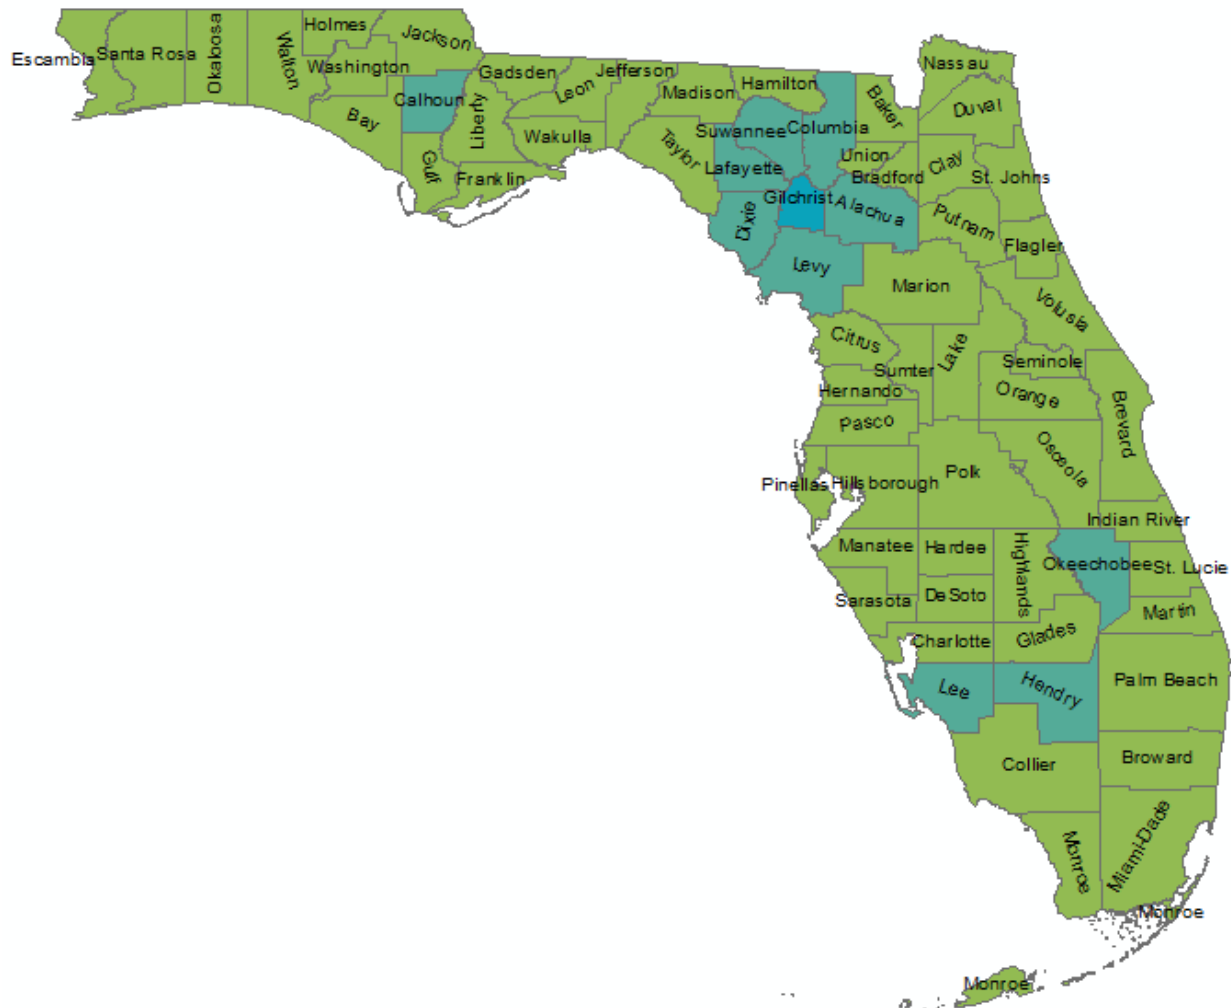 Holmes
Jackson
Escambia
Santa Rosa
Okaloosa
Walton
Washington
Calhoun
Bay
Gulf
Liberty
Gadsden
Leon
Jefferson
Madison
Hamilton
Wakulla
Franklin
Taylor
Suwannee
Columbia
Baker
Nassau
Duval
Lafayette
Union
Bradford
Clay
St. Johns
Gilchrist
Alachua
Dixie
Putnam
Flagler
Levy
Marion
Volusia
Citrus
Sumter
Lake
Seminole
Hernando
Orange
Brevard
Pasco
Osceola
Pinellas
Hillsborough
Polk
Indian River
Manatee
Hardee
Highlands
Okeechobee
St. Lucie
Sarasota
DeSoto
Martin
Charlotte
Glades
Lee
Hendry
Palm Beach
Collier
Broward
Monroe
Miami-Dade
Monroe
Monroe